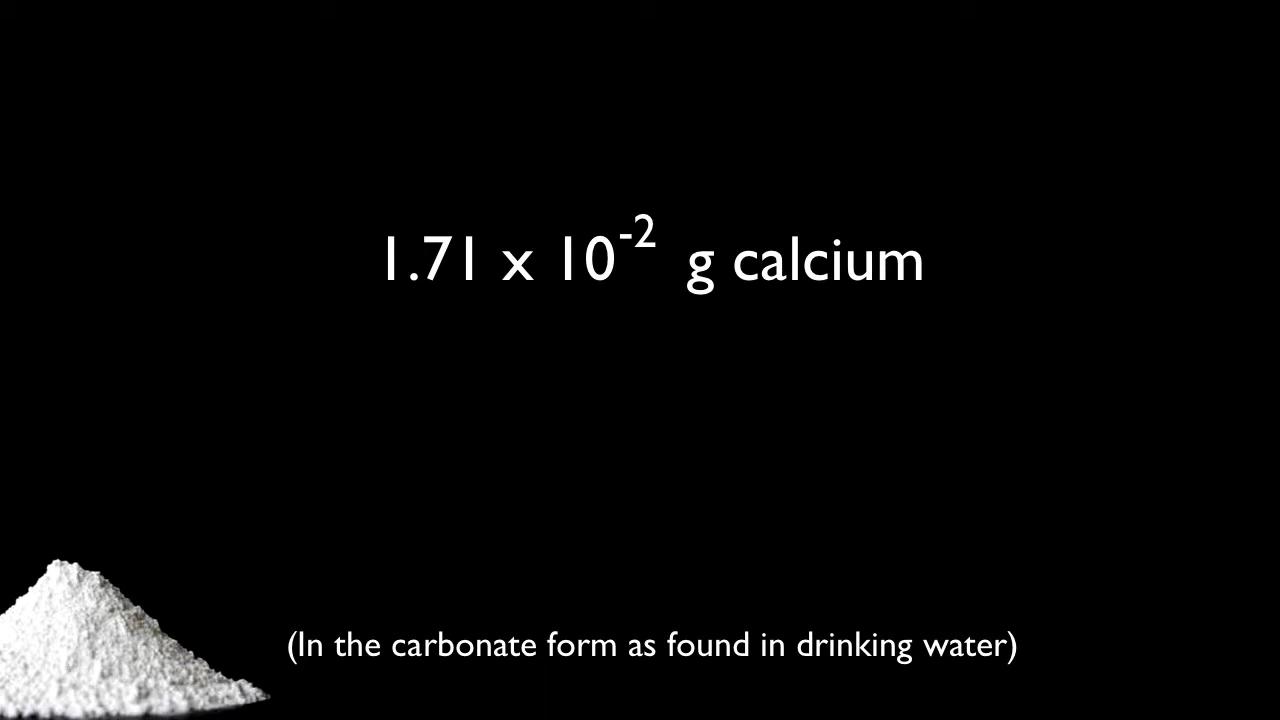 1.71 x 10⁻² g calcium
(In the carbonate form as found in drinking water)